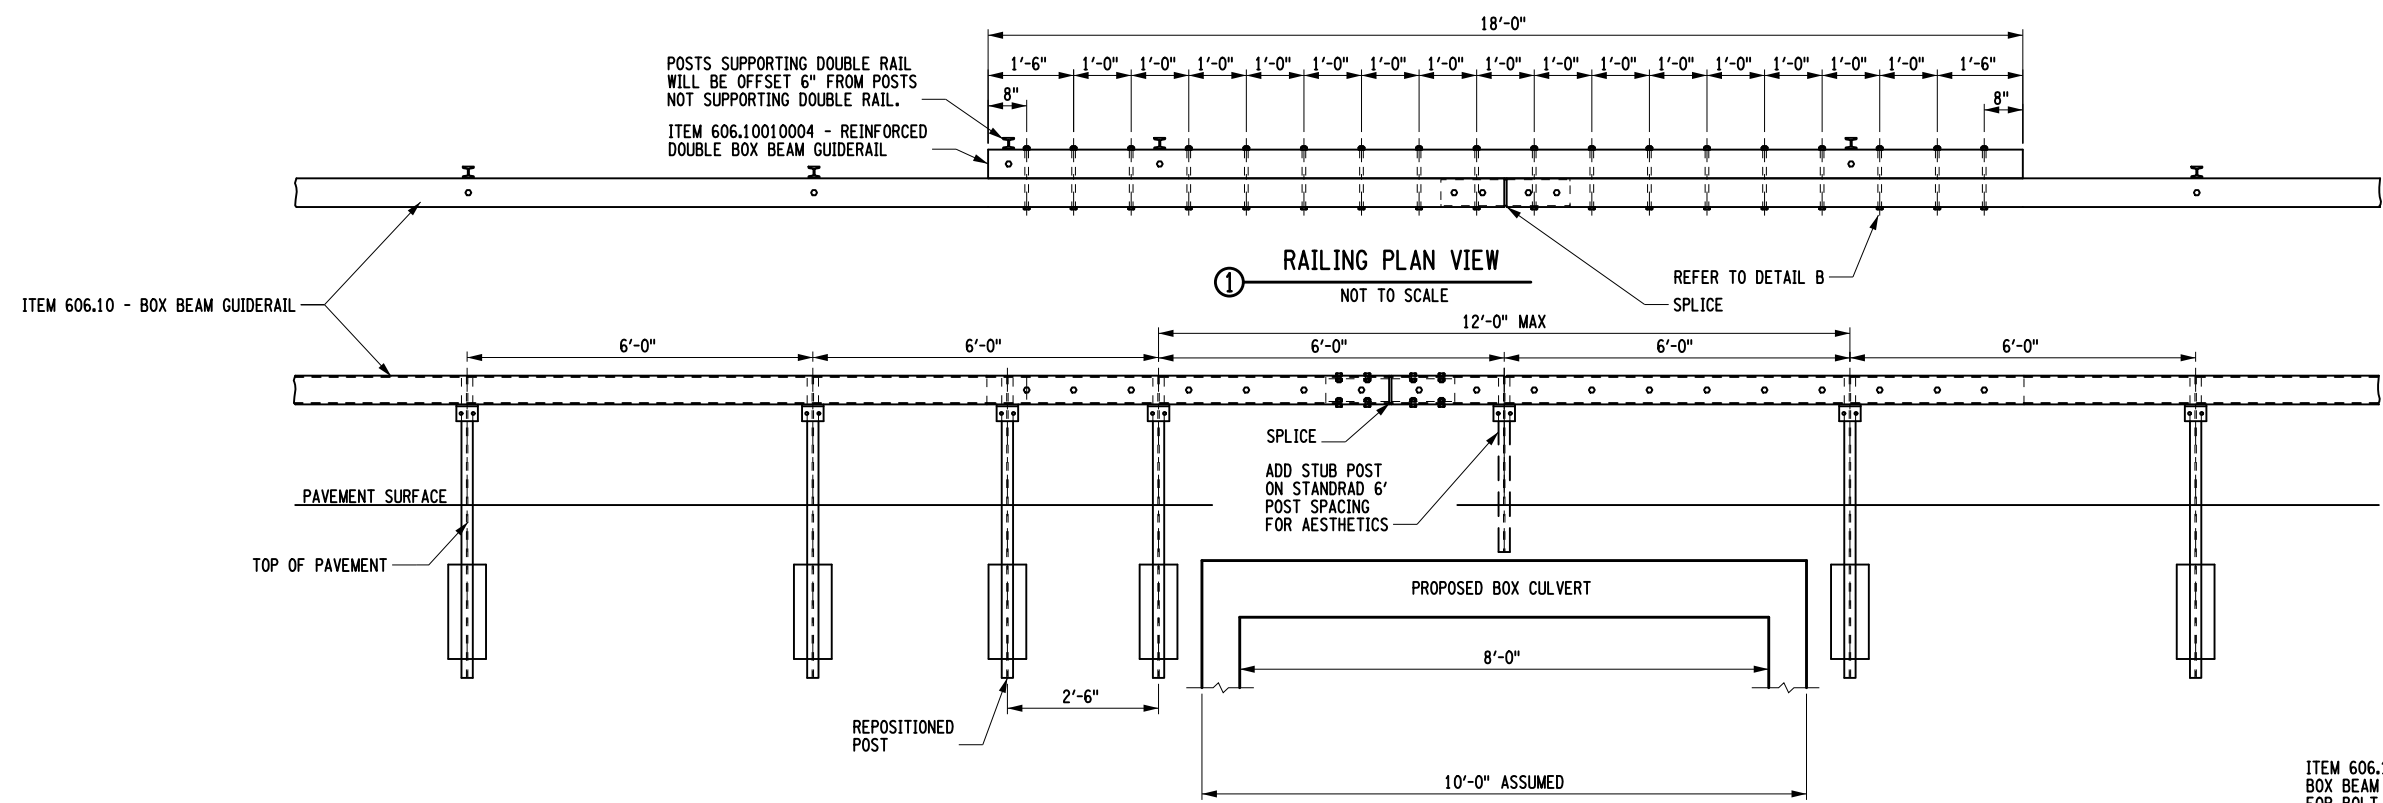 18'-0"
POSTS SUPPORTING DOUBLE RAIL
WILL BE OFFSET 6" FROM POSTS
NOT SUPPORTING DOUBLE RAIL.
1'-6" 1'-0" 1'-0" 1'-0" 1'-0" 1'-0" 1'-0" 1'-0" 1'-0" 1'-0" 1'-0" 1'-0" 1'-0" 1'-0" 1'-0" 1'-0" 1'-6"
8" 8"
ITEM 606.10010004 - REINFORCED
DOUBLE BOX BEAM GUIDERAIL
1 RAILING PLAN VIEW
NOT TO SCALE
REFER TO DETAIL B
SPLICE
ITEM 606.10 - BOX BEAM GUIDERAIL
12'-0" MAX
6'-0" 6'-0" 6'-0" 6'-0" 6'-0"
SPLICE
ADD STUB POST
ON STANDRAD 6'
POST SPACING
FOR AESTHETICS
PAVEMENT SURFACE
TOP OF PAVEMENT
PROPOSED BOX CULVERT
8'-0"
2'-6"
REPOSITIONED
POST
10'-0" ASSUMED
ITEM 606.
BOX BEAM
FOR BOLT